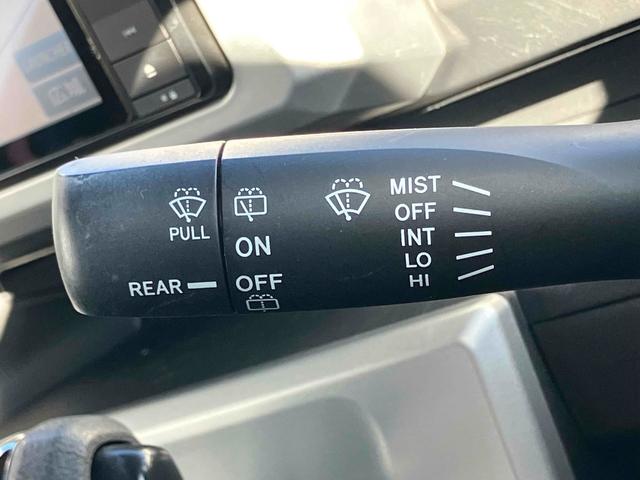 PULL
REAR
ON
OFF
MIST
OFF
INT
LO
HI